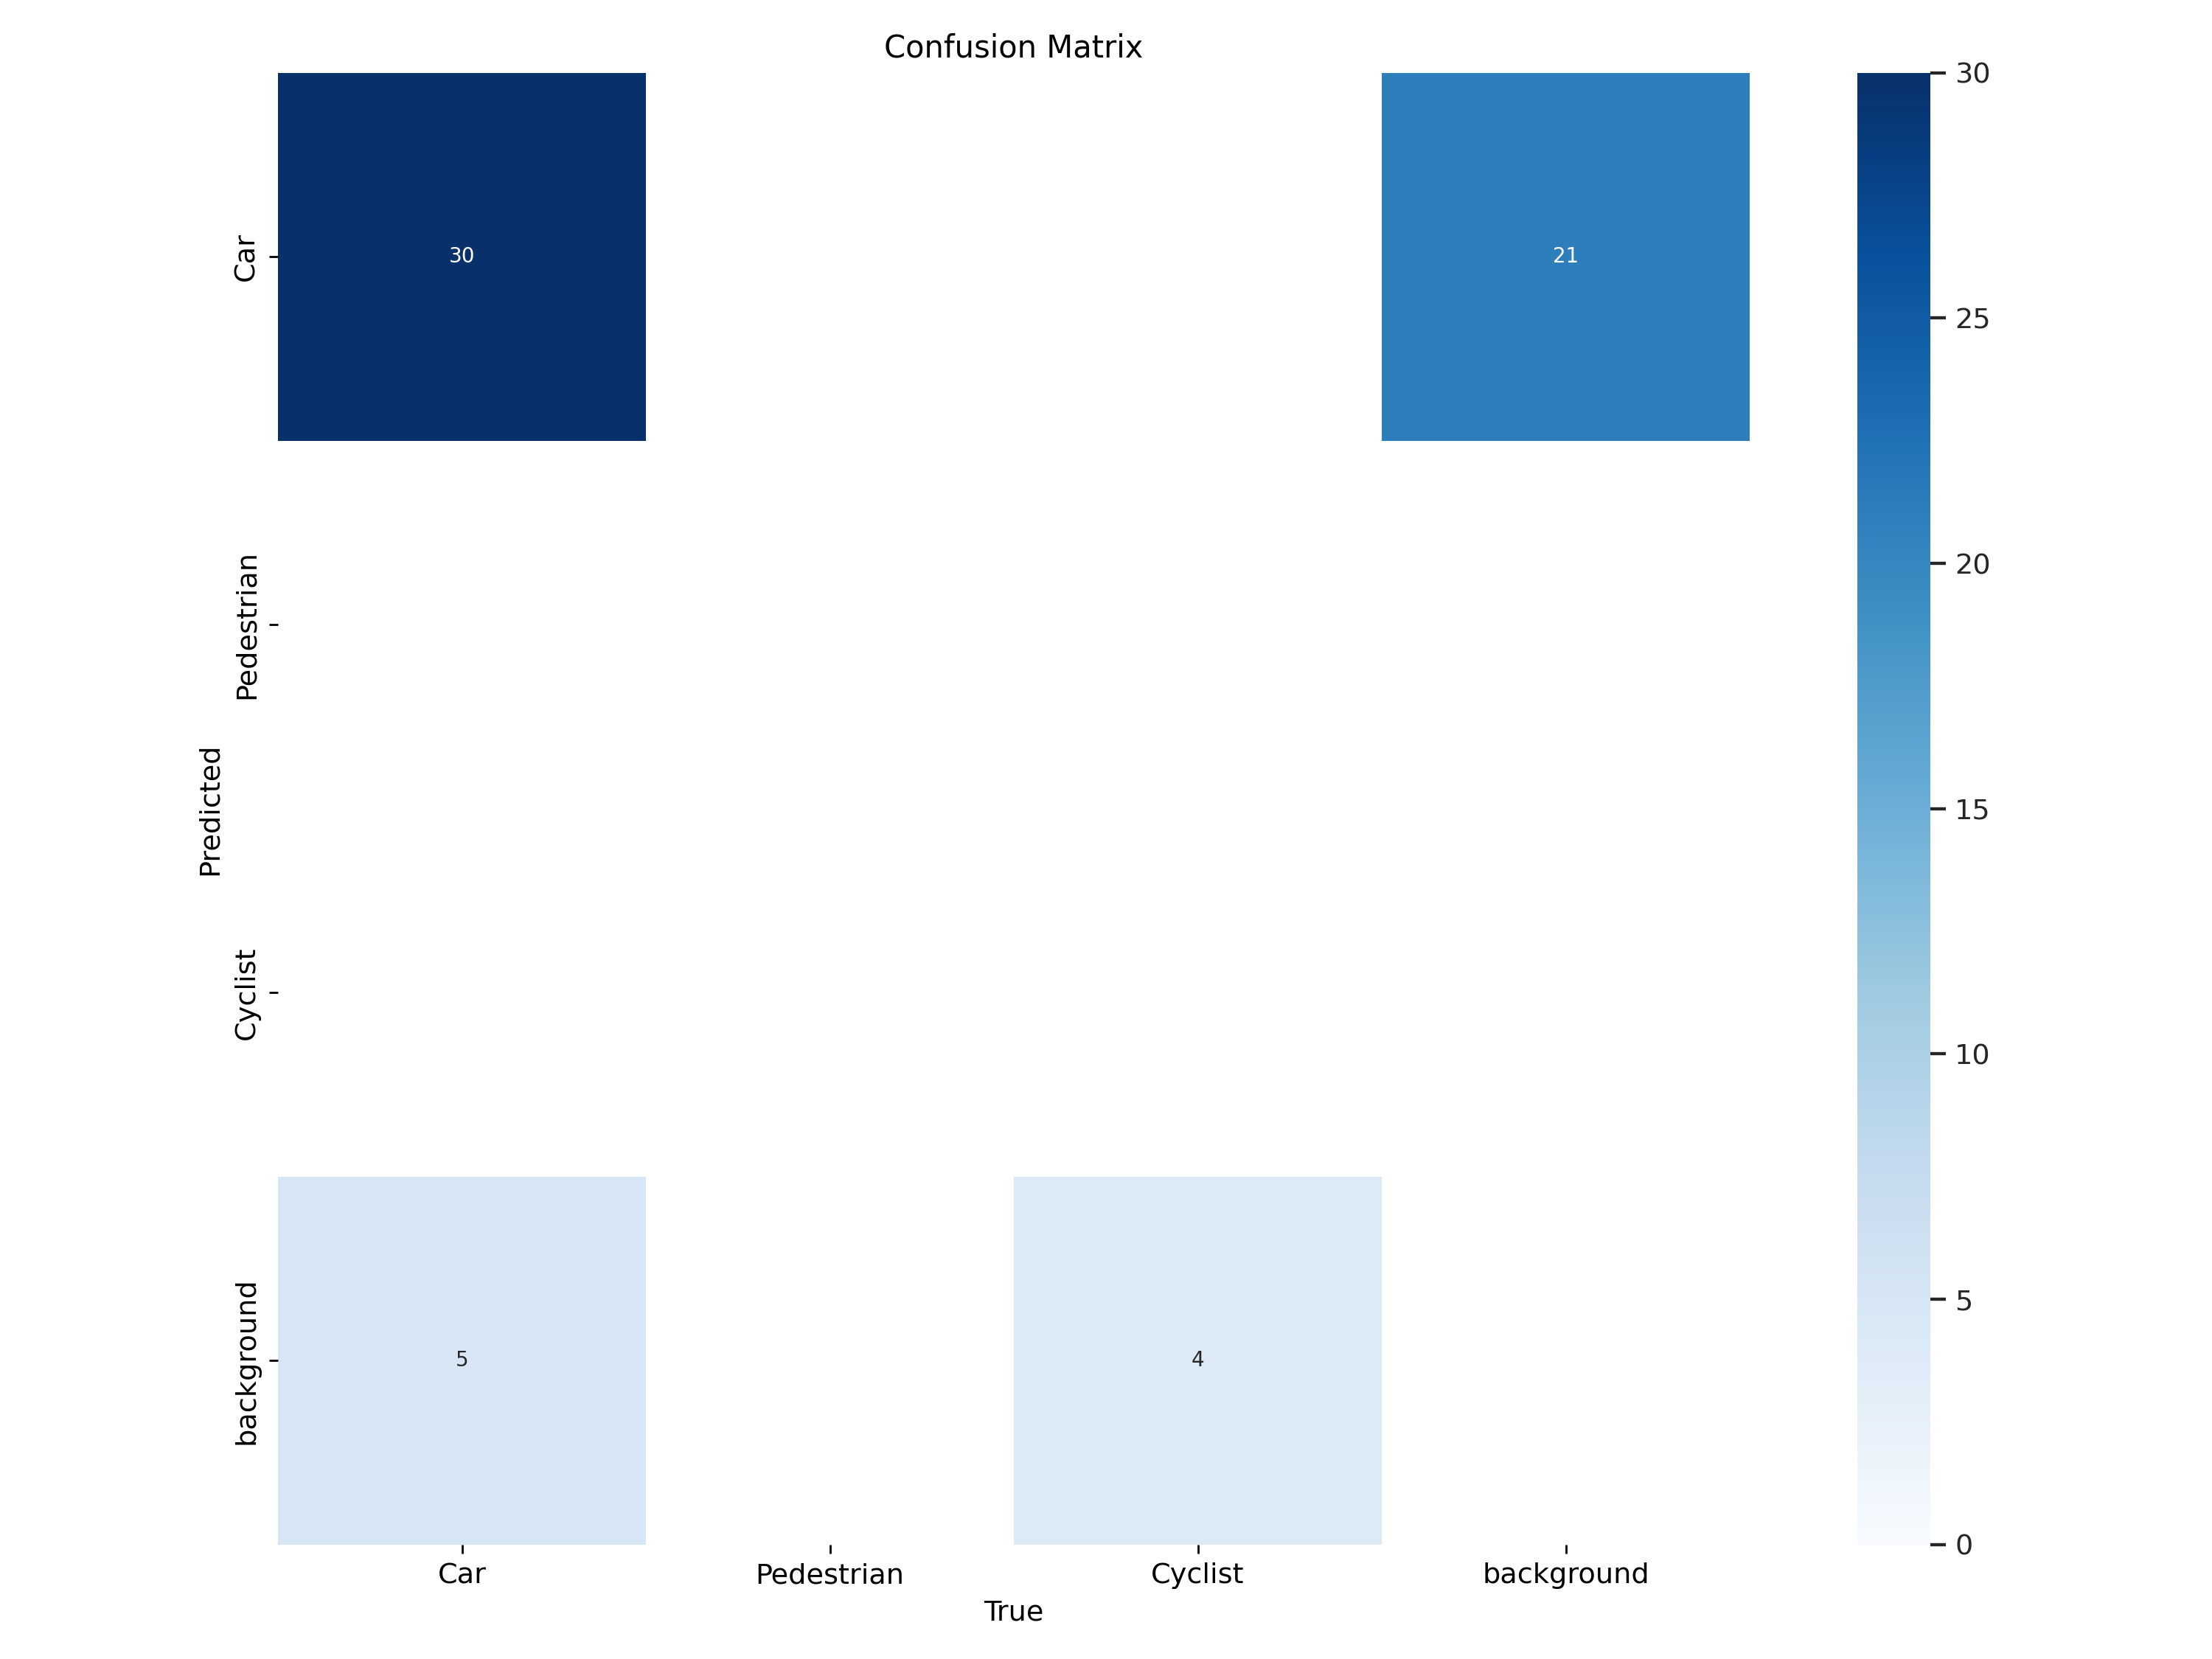 Confusion Matrix
Car
Pedestrian
Cyclist
background
Predicted
30
21
5
4
Car
Pedestrian
Cyclist
background
True
30
25
20
15
10
5
0